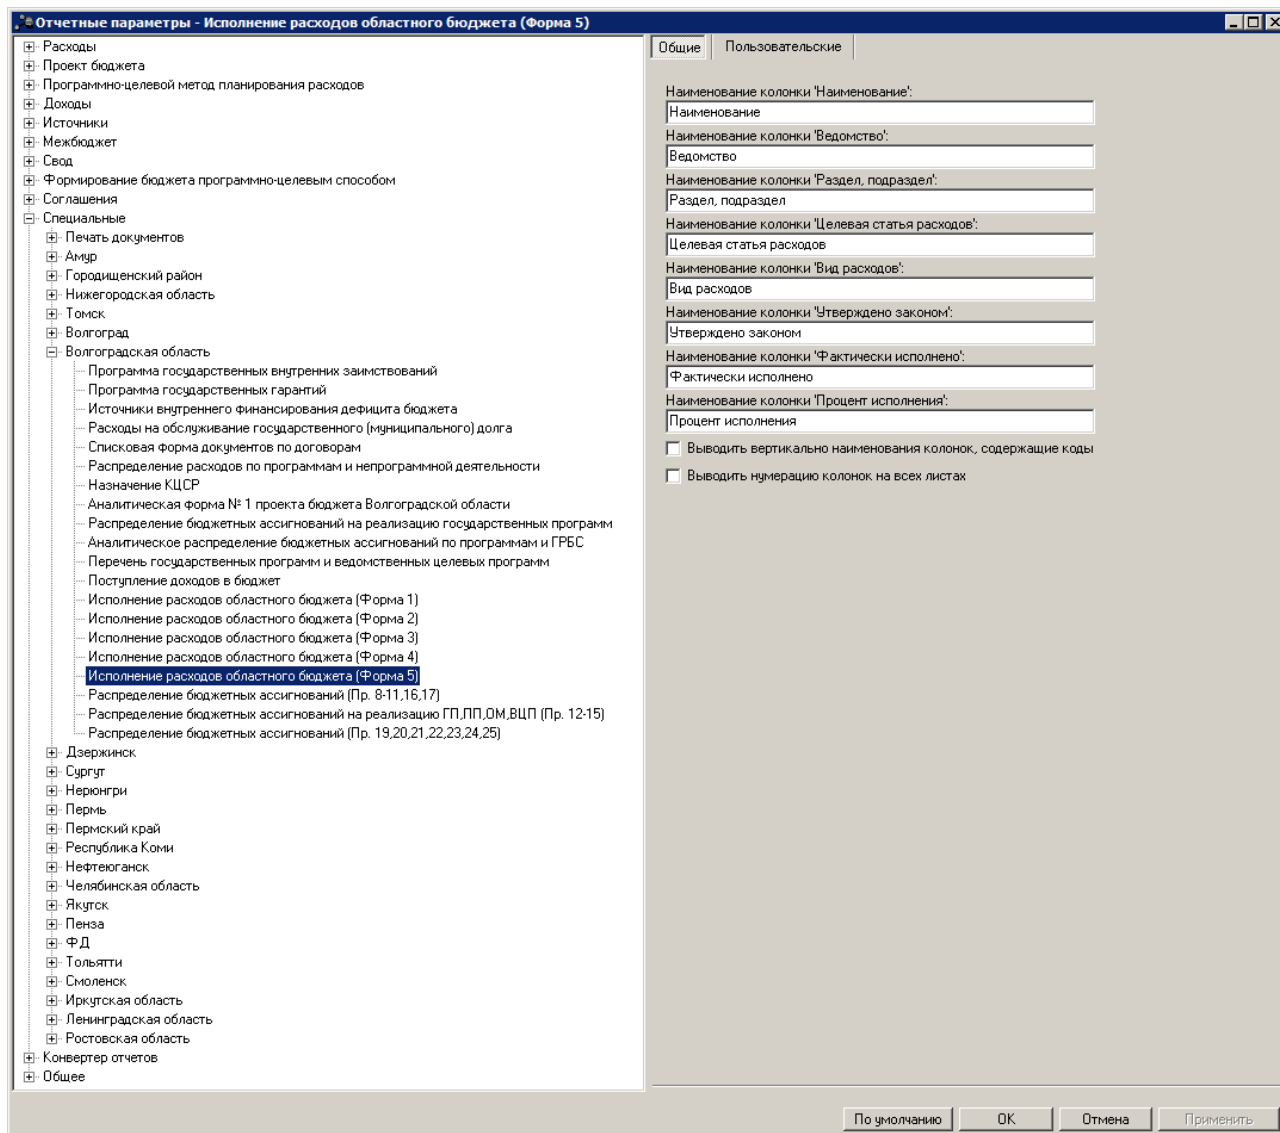 Отчетные параметры - Исполнение расходов областного бюджета (Форма 5)
Расходы
Проект бюджета
Программно-целевой метод планирования расходов
Доходы
Источники
Межбюджет
Свод
Формирование бюджета программно-целевым способом
Соглашения
Специальные
Печать документов
Амур
Городищенский район
Нижегородская область
Томск
Волгоград
Волгоградская область
Программа государственных внутренних заимствований
Программа государственных гарантий
Источники внутреннего финансирования дефицита бюджета
Расходы на обслуживание государственного (муниципального) долга
Списковая форма документов по договорам
Распределение расходов по программам и непрограммной деятельности
Назначение КЦСР
Аналитическая форма № 1 проекта бюджета Волгоградской области
Распределение бюджетных ассигнований на реализацию государственных программ
Аналитическое распределение бюджетных ассигнований по программам и ГРБС
Перечень государственных программ и ведомственных целевых программ
Поступление доходов в бюджет
Исполнение расходов областного бюджета (Форма 1)
Исполнение расходов областного бюджета (Форма 2)
Исполнение расходов областного бюджета (Форма 3)
Исполнение расходов областного бюджета (Форма 4)
Исполнение расходов областного бюджета (Форма 5)
Распределение бюджетных ассигнований (Пр. 8-11,16,17)
Распределение бюджетных ассигнований на реализацию ГП,ПП,ОМ,ВЦП (Пр. 12-15)
Распределение бюджетных ассигнований (Пр. 19,20,21,22,23,24,25)
Дзержинск
Сургут
Нерюнгри
Пермь
Пермский край
Республика Коми
Нефтеюганск
Челябинская область
Якутск
Пенза
ФД
Тольятти
Смоленск
Иркутская область
Ленинградская область
Ростовская область
Конвертер отчетов
Общее
Общие Пользовательские
Наименование колонки 'Наименование':
Наименование
Наименование колонки 'Ведомство':
Ведомство
Наименование колонки 'Раздел, подраздел':
Раздел, подраздел
Наименование колонки 'Целевая статья расходов':
Целевая статья расходов
Наименование колонки 'Вид расходов':
Вид расходов
Наименование колонки 'Утверждено законом':
Утверждено законом
Наименование колонки 'Фактически исполнено':
Фактически исполнено
Наименование колонки 'Процент исполнения':
Процент исполнения
Выводить вертикально наименования колонок, содержащие коды
Выводить нумерацию колонок на всех листах
По умолчанию OK Отмена Применить